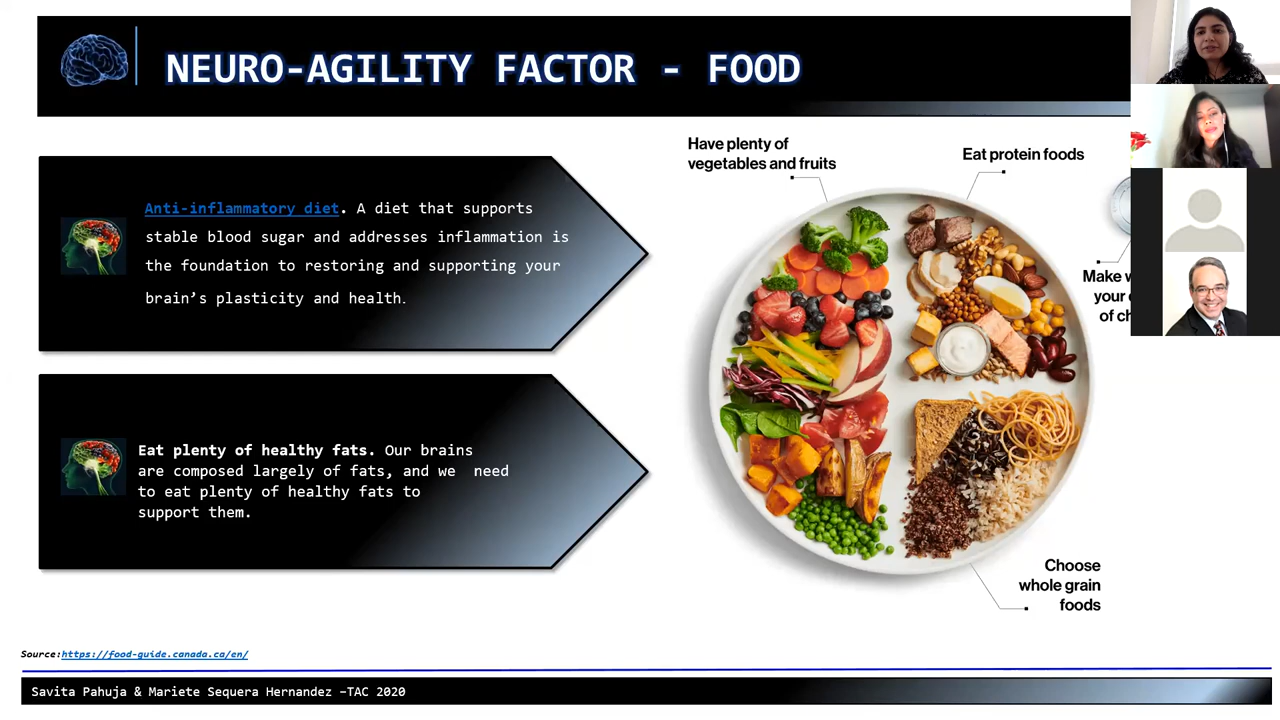 NEURO-AGILITY FACTOR - FOOD
Anti-inflammatory diet. A diet that supports
stable blood sugar and addresses inflammation is
the foundation to restoring and supporting your
brain's plasticity and health.
Eat plenty of healthy fats. Our brains
are composed largely of fats, and we need
to eat plenty of healthy fats to
support them.
Have plenty of
vegetables and fruits
Eat protein foods
Make
your
of
Choose
whole grain
foods
Source:https://food-guide.canada.ca/en/
Savita Pahuja & Mariete Sequera Hernandez –TAC 2020